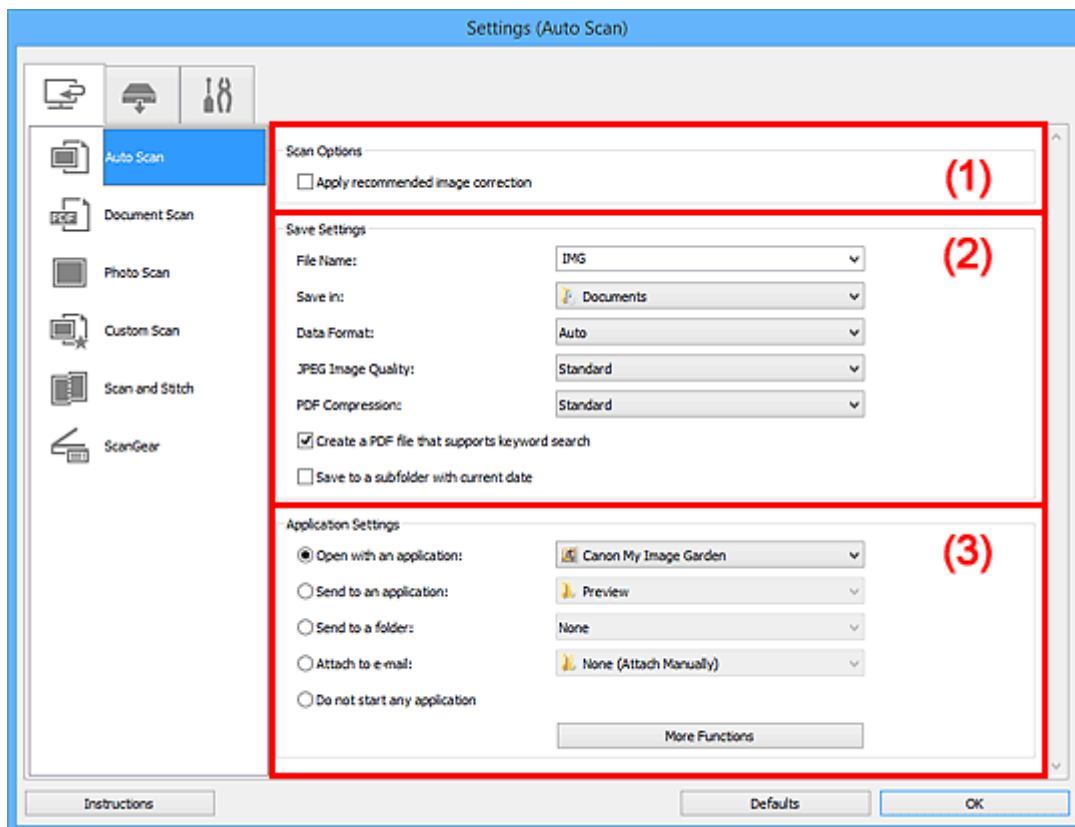 Settings (Auto Scan)
Auto Scan
Document Scan
PDF
Photo Scan
Custom Scan
Scan and Stitch
ScanGear
Scan Options
(1)
Apply recommended image correction
Save Settings
(2)
File Name: IMG
Save in: Documents
Data Format: Auto
JPEG Image Quality: Standard
PDF Compression: Standard
Create a PDF file that supports keyword search
Save to a subfolder with current date
Application Settings
(3)
Open with an application: Canon My Image Garden
Send to an application: Preview
Send to a folder: None
Attach to e-mail: None (Attach Manually)
Do not start any application
More Functions
Instructions Defaults OK